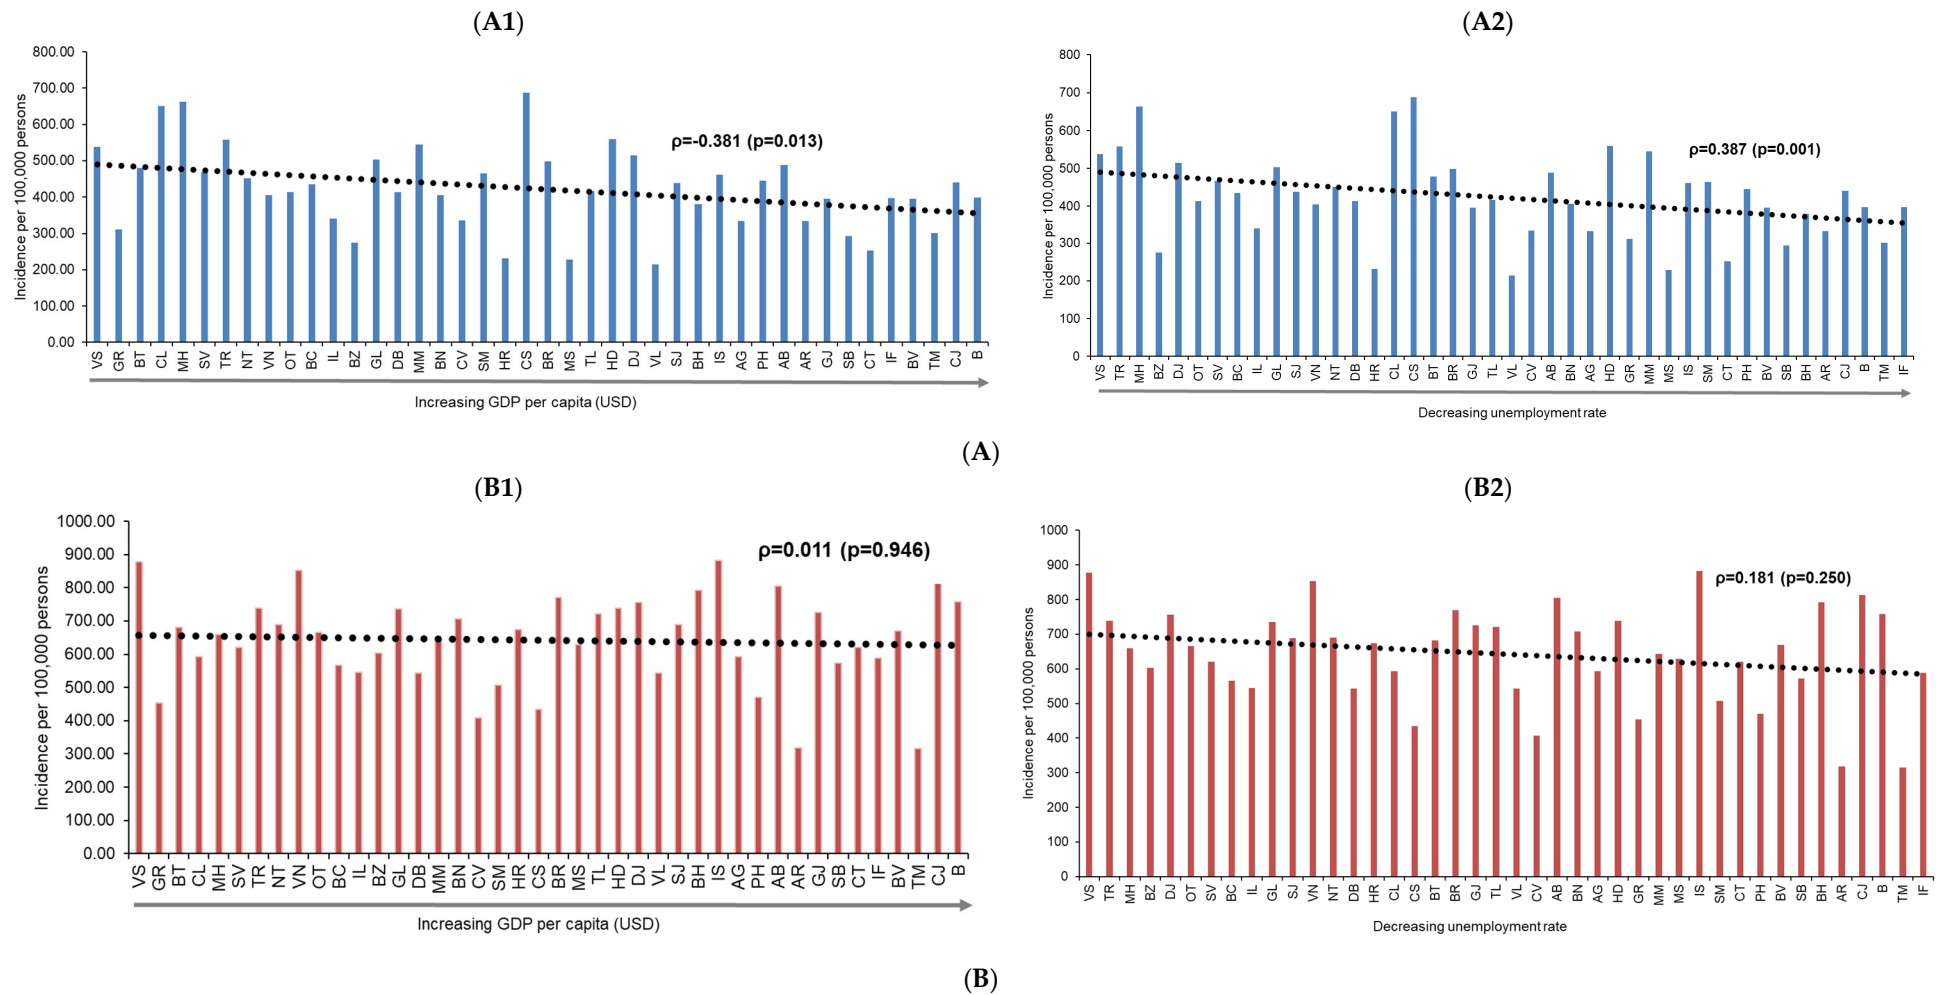 (A1)
800.00
700.00
600.00
500.00
400.00
300.00
200.00
100.00
0.00
Incidence per 100,000 persons
ρ=-0.381 (p=0.013)
VS GR BT CL MH SV TR NT VN OT BC IL BZ GL DB MM BN CV SM HR CS BR MS TL HD DJ VL SJ BH IS AG PH AB AR GJ SB CT IF BV TM CJ B
Increasing GDP per capita (USD)
(A2)
800
700
600
500
400
300
200
100
0
Incidence per 100,000 persons
ρ=0.387 (p=0.001)
VS TR MH BZ DJ OT SV BC IL GL SJ VN NT DB HR CL CS BT BR GJ TL VL CV AB BN AG HD GR MM MS IS SM CT PH BV SB BH AR CJ B TM IF
Decreasing unemployment rate
(A)
(B1)
1000.00
900.00
800.00
700.00
600.00
500.00
400.00
300.00
200.00
100.00
0.00
Incidence per 100,000 persons
ρ=0.011 (p=0.946)
VS GR BT CL MH SV TR NT VN OT BC IL BZ GL DB MM BN CV SM HR CS BR MS TL HD DJ VL SJ BH IS AG PH AB AR GJ SB CT IF BV TM CJ B
Increasing GDP per capita (USD)
(B2)
1000
900
800
700
600
500
400
300
200
100
0
Incidence per 100,000 persons
ρ=0.181 (p=0.250)
VS TR MH BZ DJ OT SV BC IL GL SJ VN NT DB HR CL CS BT BR GJ TL VL CV AB BN AG HD GR MM MS IS SM CT PH BV SB BH AR CJ B TM IF
Decreasing unemployment rate
(B)